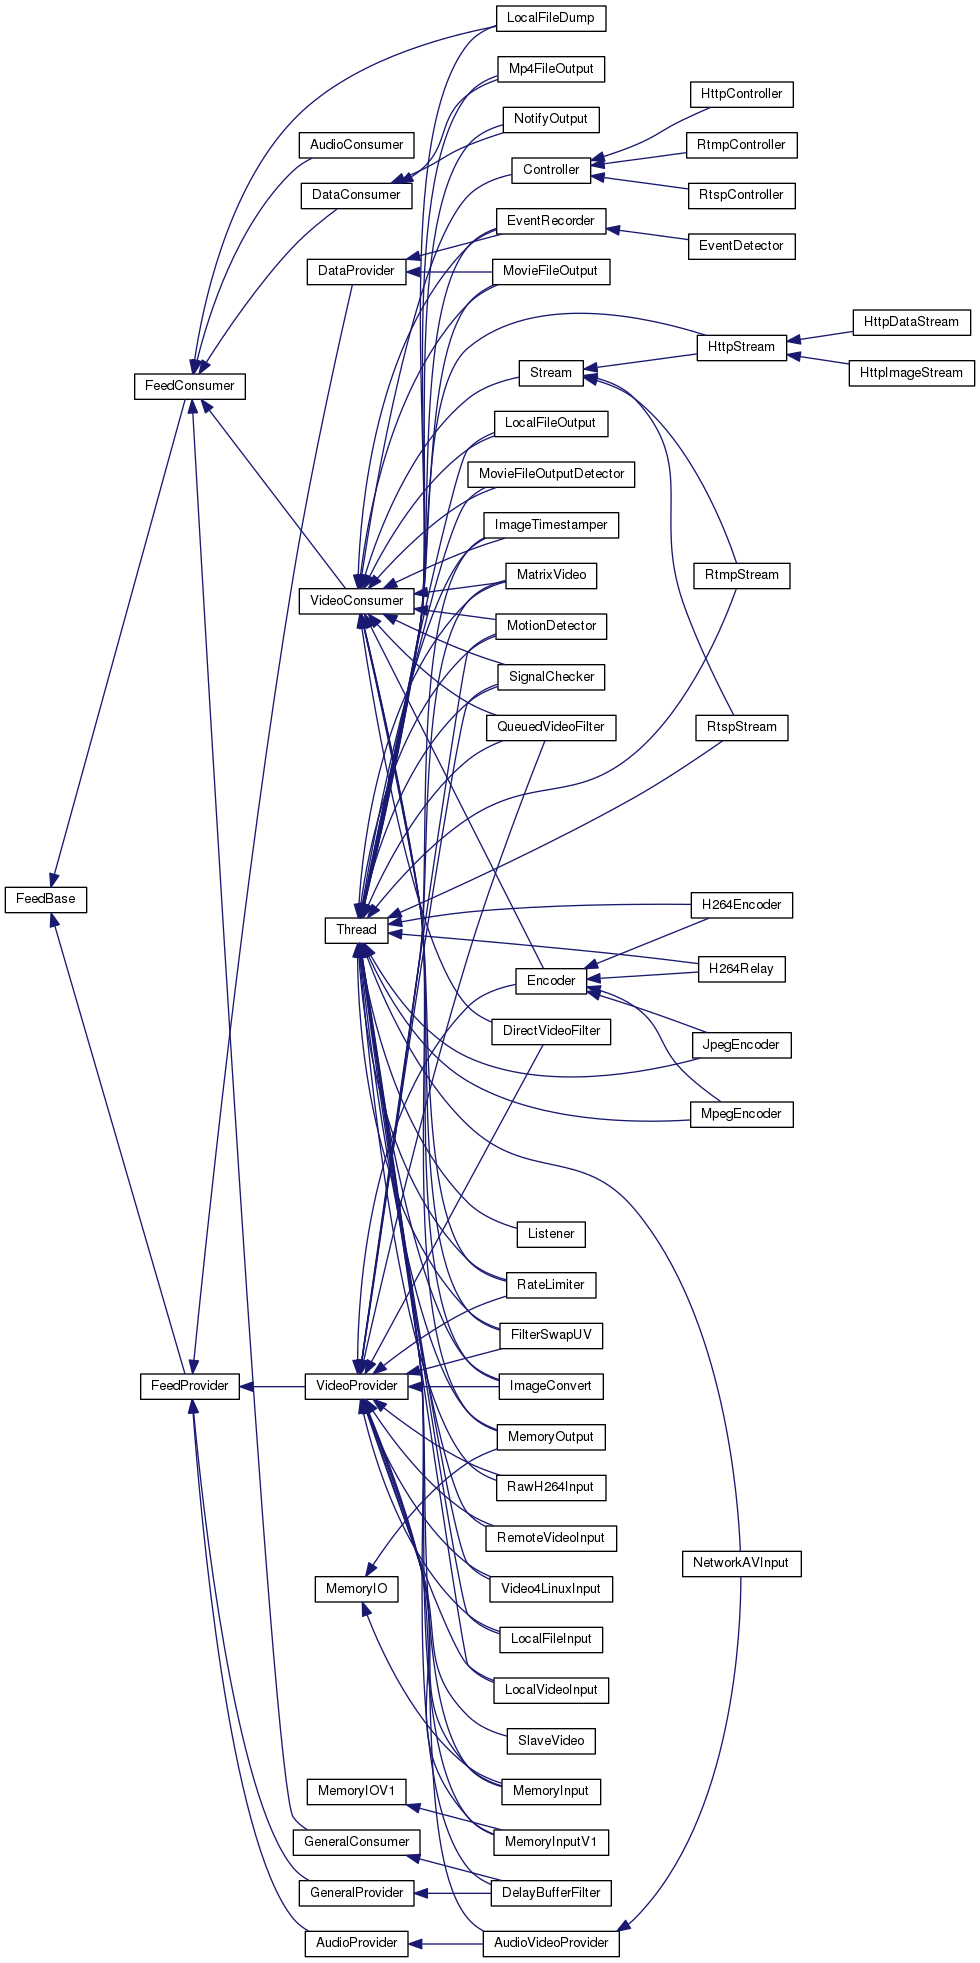 LocalFileDump
Mp4FileOutput
HttpController
NotifyOutput
AudioConsumer
RtmpController
Controller
DataConsumer
RtspController
EventRecorder
EventDetector
DataProvider
MovieFileOutput
HttpDataStream
HttpStream
Stream
HttpImageStream
FeedConsumer
LocalFileOutput
MovieFileOutputDetector
ImageTimestamper
MatrixVideo
RtmpStream
VideoConsumer
MotionDetector
SignalChecker
QueuedVideoFilter
RtspStream
FeedBase
H264Encoder
Thread
H264Relay
Encoder
DirectVideoFilter
JpegEncoder
MpegEncoder
Listener
RateLimiter
FilterSwapUV
FeedProvider
VideoProvider
ImageConvert
MemoryOutput
RawH264Input
RemoteVideoInput
NetworkAVInput
MemoryIO
Video4LinuxInput
LocalFileInput
LocalVideoInput
SlaveVideo
MemoryIOV1
MemoryInput
GeneralConsumer
MemoryInputV1
GeneralProvider
DelayBufferFilter
AudioProvider
AudioVideoProvider